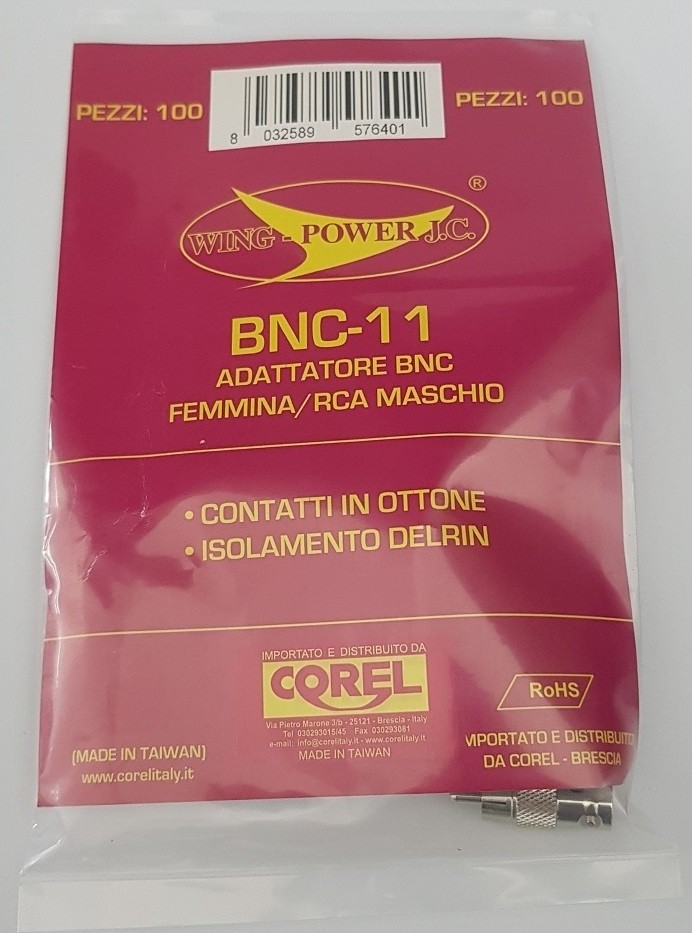 PEZZI: 100
PEZZI: 100
8 032589 576401
WING - POWER J.C. ®
BNC-11
ADATTATORE BNC
FEMMINA/RCA MASCHIO
• CONTATTI IN OTTONE
• ISOLAMENTO DELRIN
IMPORTATO E DISTRIBUITO DA
COREL
Via Pietro Marone 3/b - 25121 - Brescia - Italy
Tel 030293015/45 Fax 030293081
e-mail: info@corelitaly.it - www.corelitaly.it
MADE IN TAIWAN
(MADE IN TAIWAN)
www.corelitaly.it
RoHS
IMPORTATO E DISTRIBUITO
DA COREL - BRESCIA